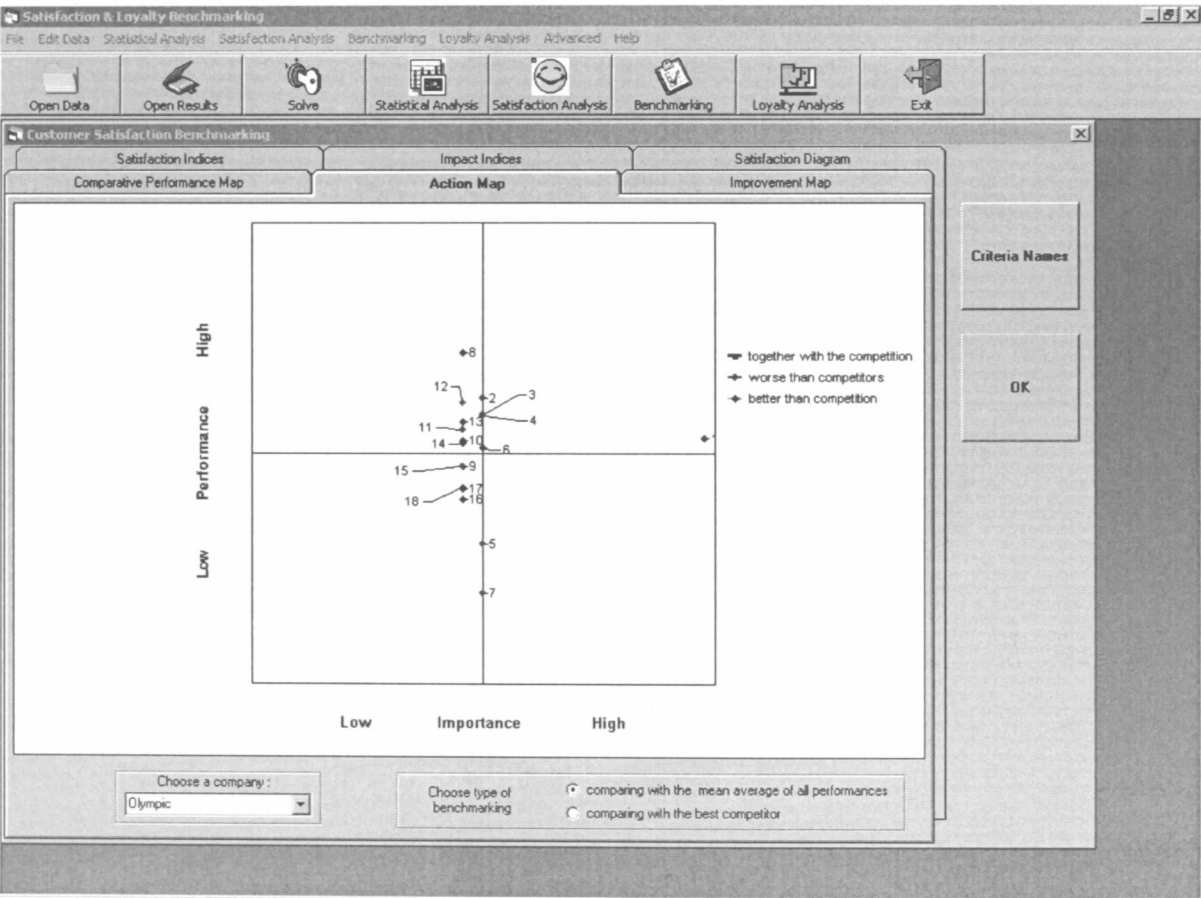 Satisfaction & Loyalty Benchmarking
File Edit Data Statistical Analysis Satisfaction Analysis Benchmarking Loyalty Analysis Advanced Help
Open Data Open Results Solve Statistical Analysis Satisfaction Analysis Benchmarking Loyalty Analysis Exit
Customer Satisfaction Benchmarking
Satisfaction Indices Impact Indices Satisfaction Diagram
Comparative Performance Map Action Map Improvement Map
Criteria Names
OK
High
Performance
Low
8
12
2
3
13
4
11
14
10
6
15
9
17
18
16
5
7
together with the competition
worse than competitors
better than competition
Low Importance High
Choose a company :
Olympic
Choose type of
benchmarking
comparing with the mean average of all performances
comparing with the best competitor